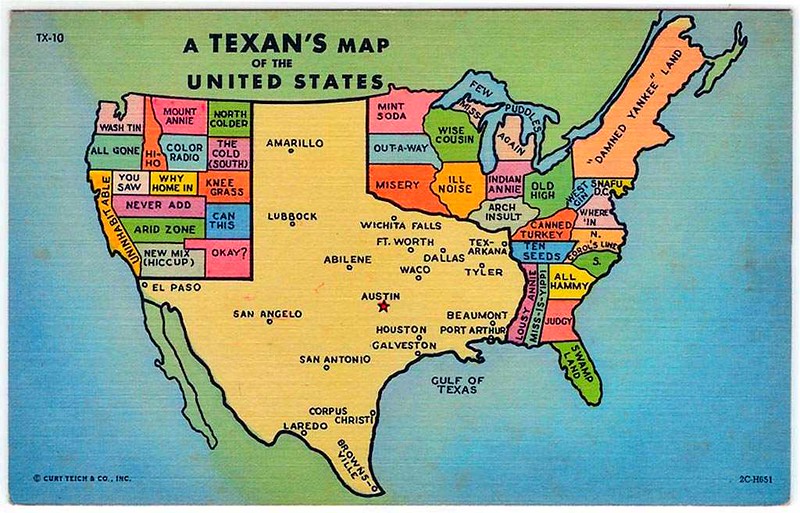 TX-10
A TEXAN'S MAP
OF THE
UNITED STATES
WASH TIN
MOUNT
ANNIE
NORTH
COLDER
ALL GONE
HI-
HO
COLOR
RADIO
THE
COLD
(SOUTH)
YOU
SAW
WHY
HOME IN
KNEE
GRASS
UNINHABIT ABLE
NEVER ADD
CAN
THIS
ARID ZONE
NEW MIX
(HICCUP)
OKAY?
MINT
SODA
OUT-A-WAY
MISERY
WISE
COUSIN
ILL
NOISE
FEW
PUDDLES
MISS
AGAIN
INDIAN
ANNIE
OLD
HIGH
ARCH
INSULT
"DAMNED YANKEE" LAND
WEST
GIN
SNAFU
D.C.
WHERE
'IN
CANNED
TURKEY
TEN
SEEDS
N.
COROL'S LINE
S.
ALL
HAMMY
JUDGY
LOUSY ANNIE
MISS-IS-YIPPI
SWAMP
LAND
AMARILLO
LUBBOCK
WICHITA FALLS
FT. WORTH
DALLAS
TEX-
ARKANA
ABILENE
WACO
TYLER
EL PASO
AUSTIN
SAN ANGELO
BEAUMONT
HOUSTON
PORT ARTHUR
GALVESTON
SAN ANTONIO
GULF OF
TEXAS
CORPUS
CHRISTI
LAREDO
BROWNS-
VILLE
© CURT TEICH & CO., INC.
2C-H651